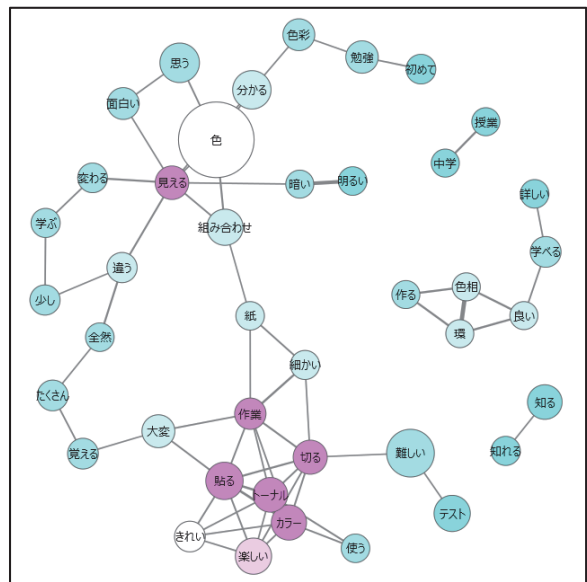 色彩
勉強
初めて
思う
分かる
面白い
色
授業
中学
変わる
見える
暗い
明るい
詳しい
学ぶ
組み合わせ
学べる
違う
少し
作る
色相
良い
紙
環
全然
細かい
たくさん
作業
知る
大変
覚える
切る
難しい
知れる
貼る
トーナル
カラー
テスト
きれい
楽しい
使う